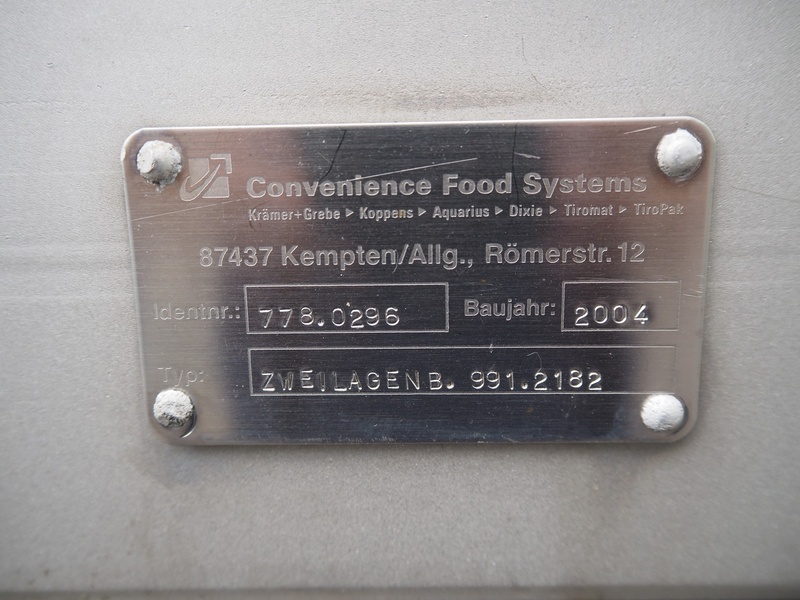 Convenience Food Systems
Krämer+Grebe ▸ Koppens ▸ Aquarius ▸ Dixie ▸ Tiromat ▸ TiroPak
87437 Kempten/Allg., Römerstr. 12
Identnr.: 778.0296 Baujahr: 2004
Typ: ZWEILAGENB. 991.2182